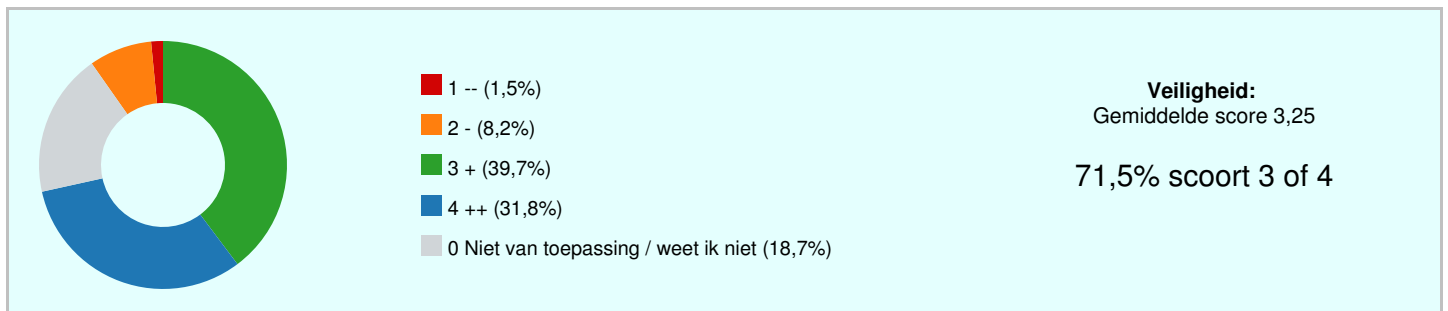 1 -- (1,5%)
2 - (8,2%)
3 + (39,7%)
4 ++ (31,8%)
0 Niet van toepassing / weet ik niet (18,7%)
Veiligheid:
Gemiddelde score 3,25
71,5% scoort 3 of 4